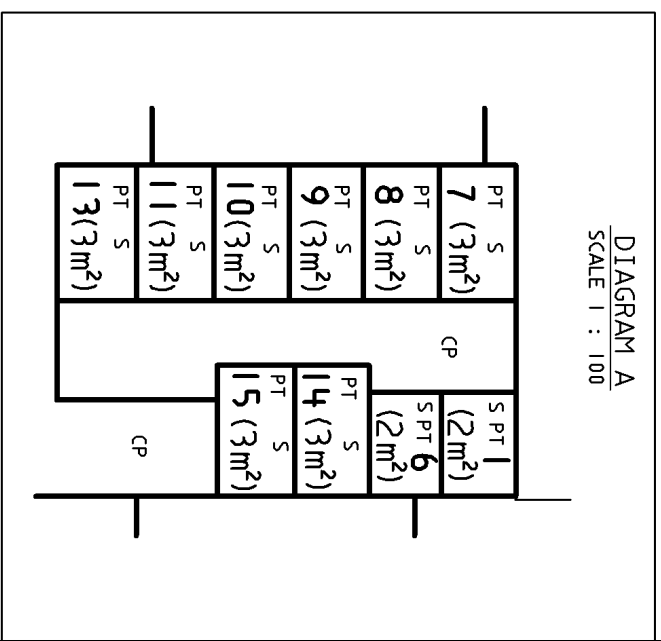 DIAGRAM A
SCALE 1 : 100
PT S
7 (3m²)
PT S
8 (3m²)
PT S
9 (3m²)
PT S
10 (3m²)
PT S
11 (3m²)
PT S
13 (3m²)
CP
S PT 1
(2m²)
S PT 6
(2m²)
PT S
14 (3m²)
PT S
15 (3m²)
CP